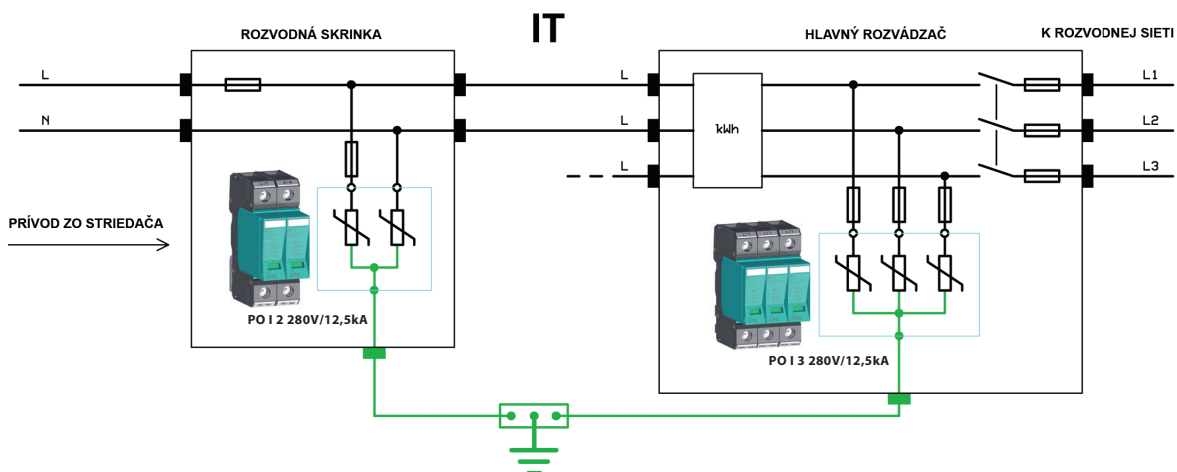 IT
ROZVODNÁ SKRINKA
HLAVNÝ ROZVÁDZAČ
K ROZVODNEJ SIETI
L
L
L1
N
L
kWh
L2
L
L3
PRÍVOD ZO STRIEDAČA
PO I 2 280V/12,5kA
PO I 3 280V/12,5kA